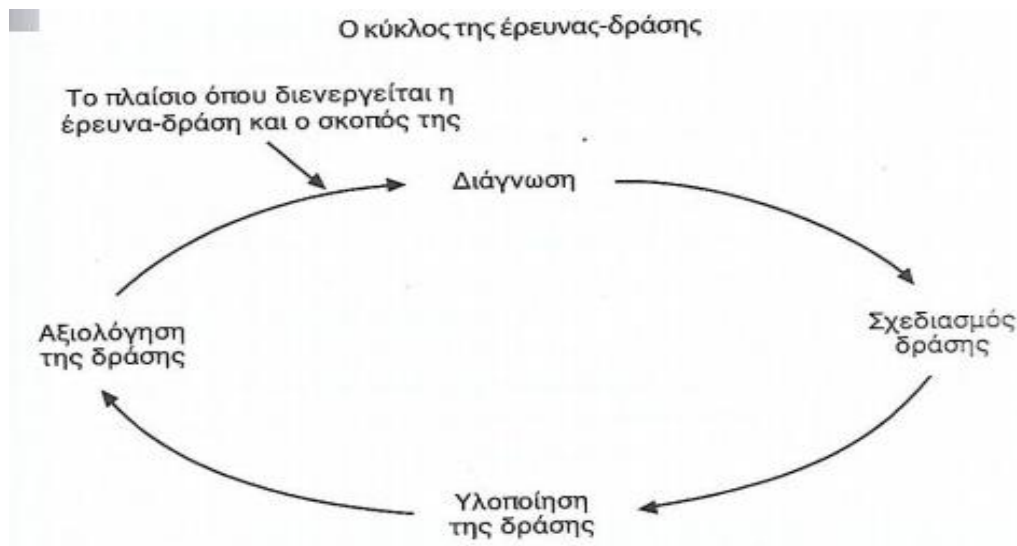 Ο κύκλος της έρευνας-δράσης
Το πλαίσιο όπου διενεργείται η
έρευνα-δράση και ο σκοπός της
Διάγνωση
Σχεδιασμός
δράσης
Υλοποίηση
της δράσης
Αξιολόγηση
της δράσης